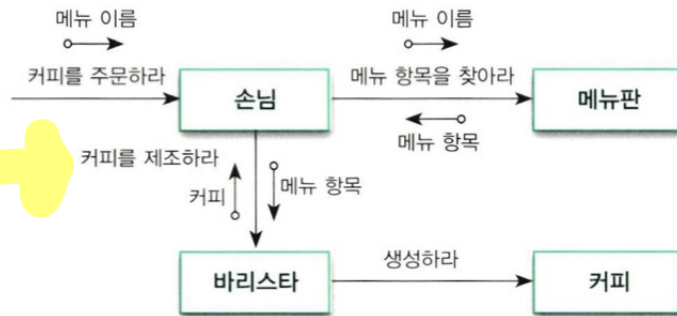 메뉴 이름
메뉴 이름
커피를 주문하라
손님
메뉴 항목을 찾아라
메뉴판
메뉴 항목
커피를 제조하라
커피
메뉴 항목
바리스타
생성하라
커피